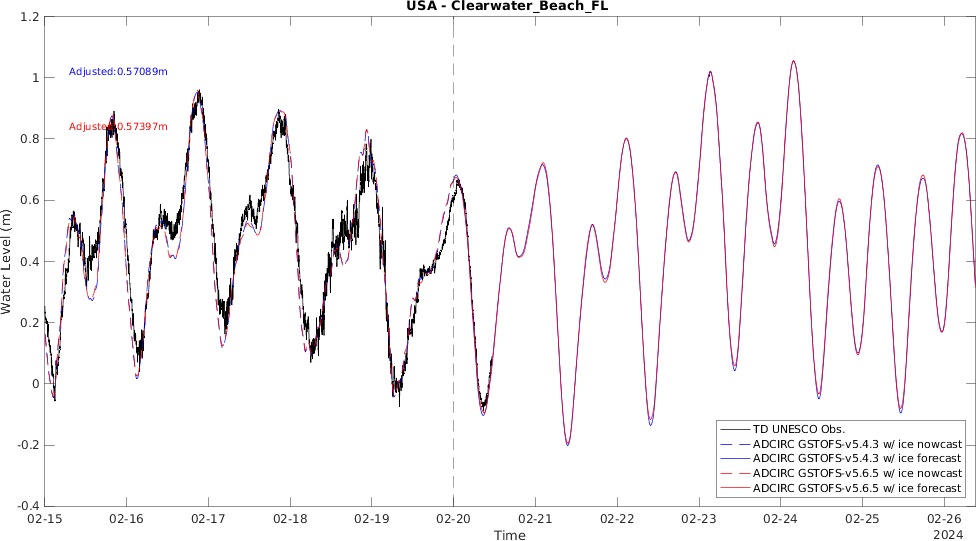 USA - Clearwater_Beach_FL
1.2
1
0.8
0.6
0.4
0.2
0
-0.2
-0.4
Water Level (m)
Adjusted:0.57089m
Adjusted:0.57397m
TD UNESCO Obs.
ADCIRC GSTOFS-v5.4.3 w/ ice nowcast
ADCIRC GSTOFS-v5.4.3 w/ ice forecast
ADCIRC GSTOFS-v5.6.5 w/ ice nowcast
ADCIRC GSTOFS-v5.6.5 w/ ice forecast
02-15 02-16 02-17 02-18 02-19 02-20 02-21 02-22 02-23 02-24 02-25 02-26
Time
2024